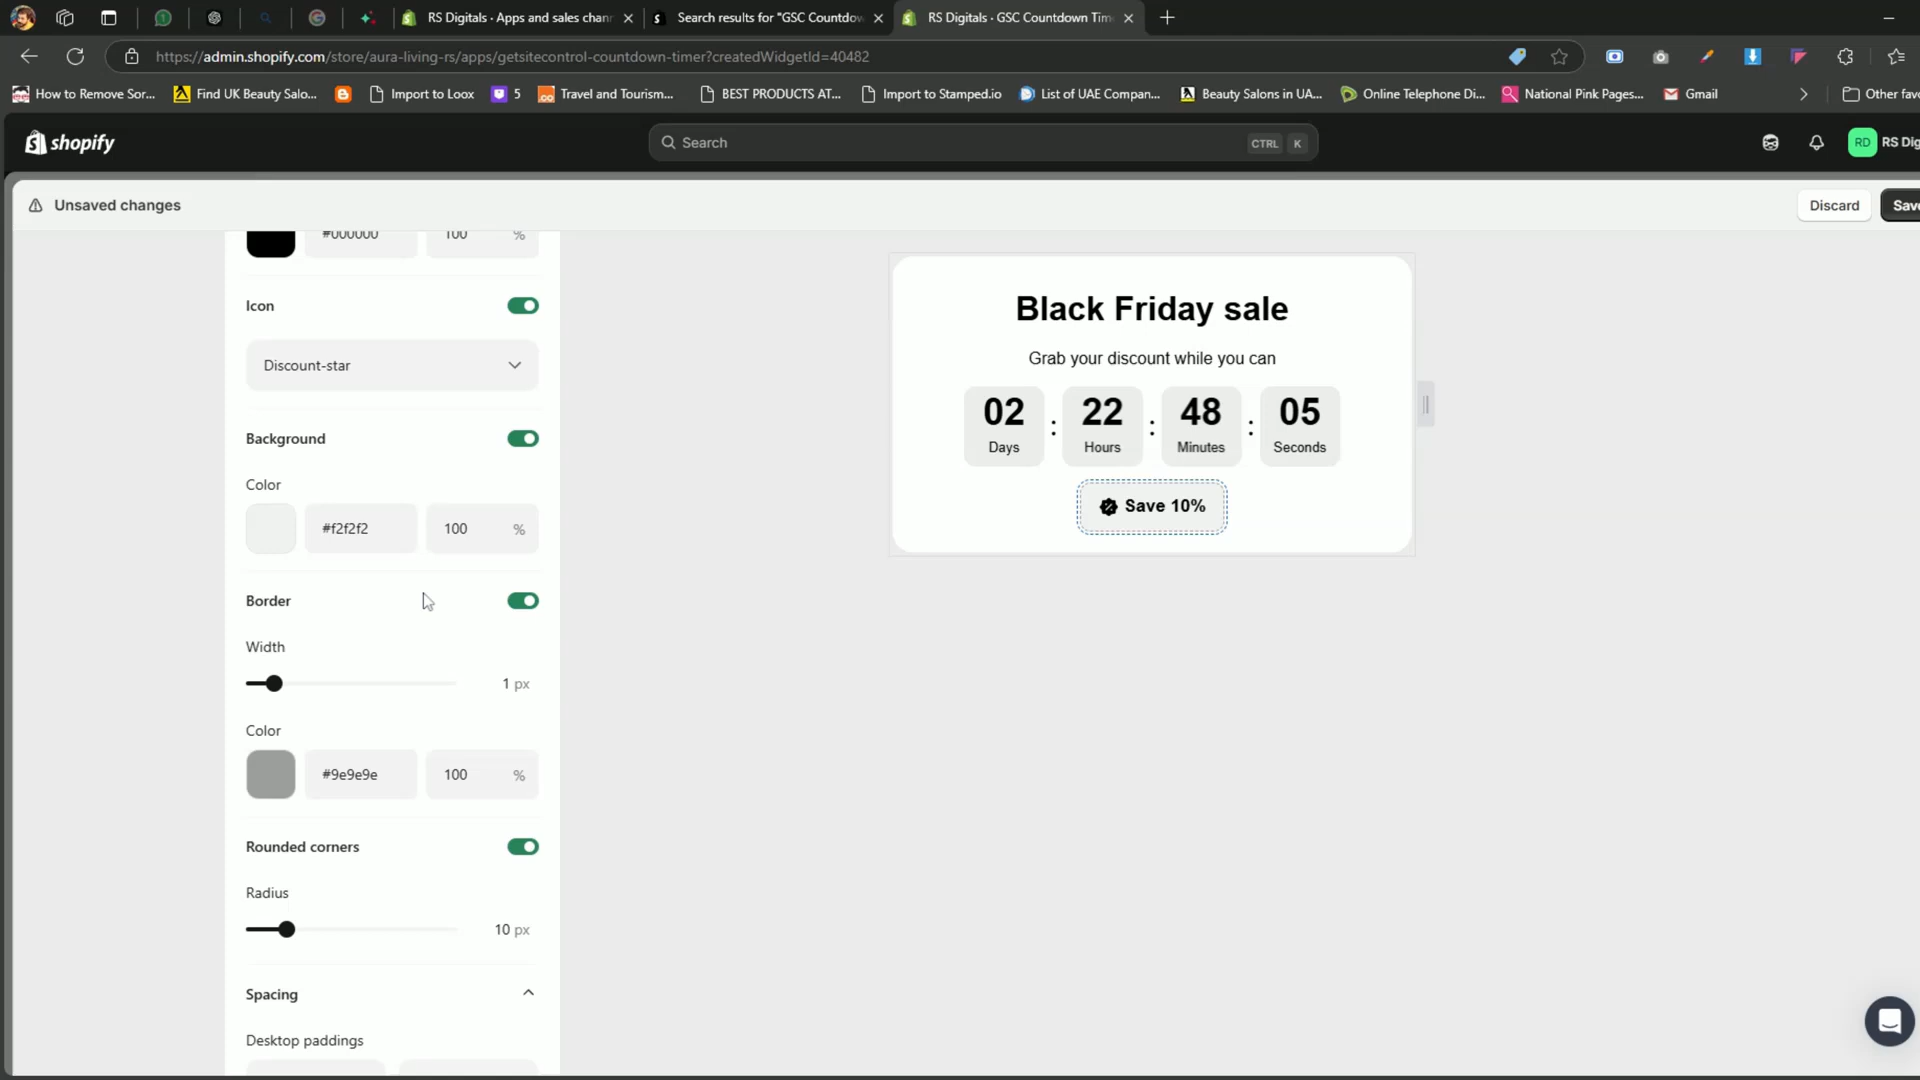 RS Digitals · Apps and sales chan
Search results for "GSC Countdow
RS Digitals · GSC Countdown Tim
https://admin.shopify.com/store/aura-living-rs/apps/getsitecontrol-countdown-timer?createdWidgetId=40482
How to Remove Sor...
Find UK Beauty Salo...
Import to Loox
5
Travel and Tourism...
BEST PRODUCTS AT...
Import to Stamped.io
List of UAE Compan...
Beauty Salons in UA...
Online Telephone Di...
National Pink Pages...
Gmail
Other favo
shopify
Search
CTRL K
RD
RS Dig
Unsaved changes
Discard
Save
#000000
100 %
Icon
Discount-star
Background
Color
#f2f2f2
100 %
Border
Width
1 px
Color
#9e9e9e
100 %
Rounded corners
Radius
10 px
Spacing
Desktop paddings
Black Friday sale
Grab your discount while you can
02 : 22 : 48 : 05
Days Hours Minutes Seconds
Save 10%